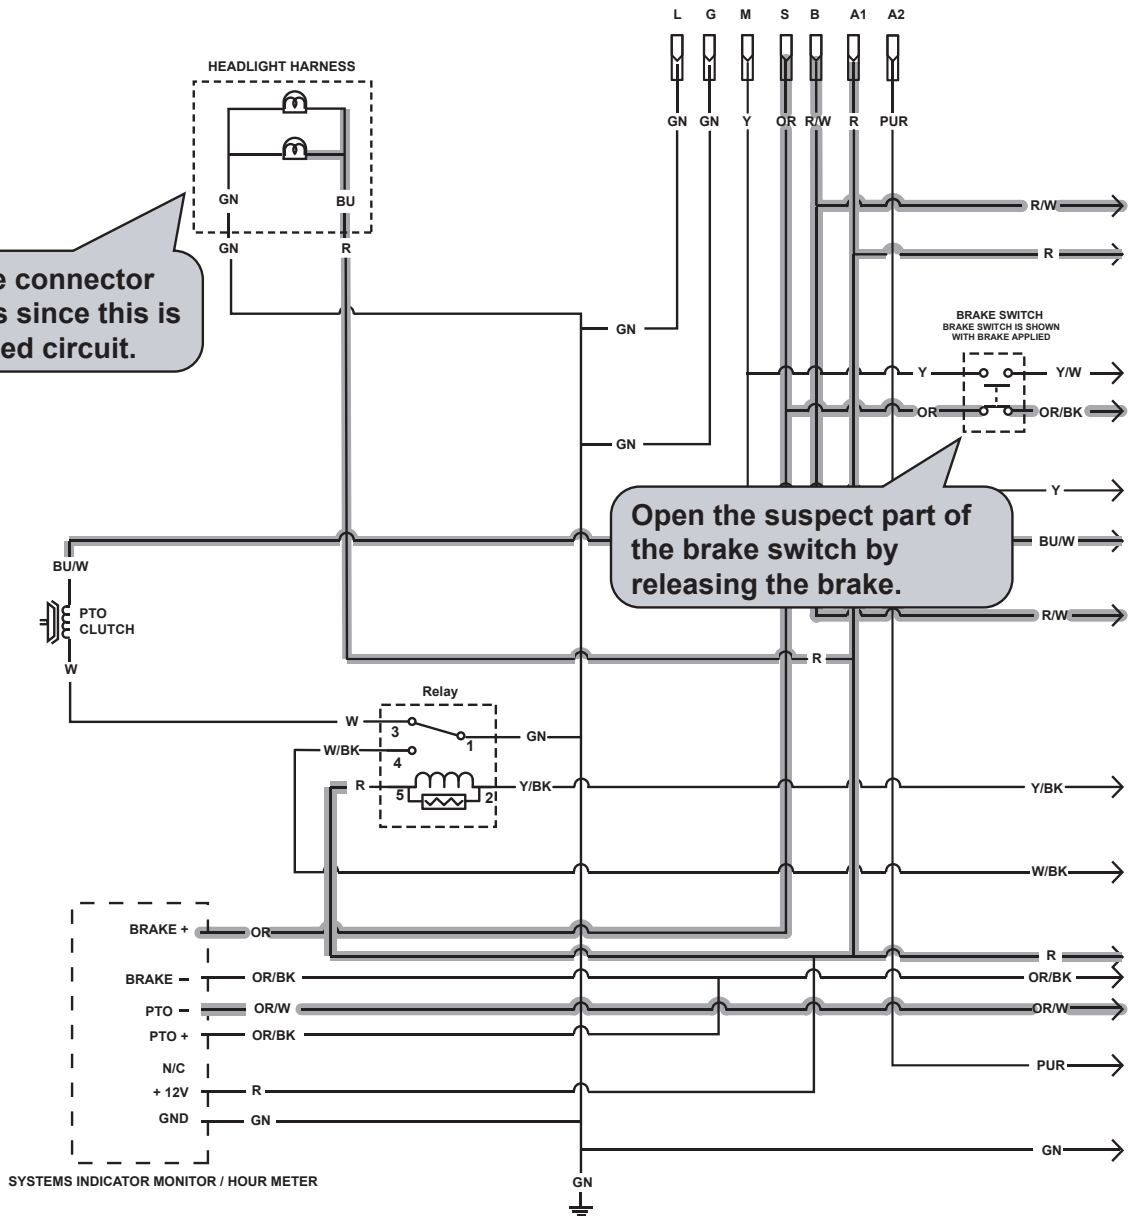 L G M S B A1 A2
HEADLIGHT HARNESS
GN GN Y OR R/W R PUR
GN BU
GN R
R/W
R
e connector
s since this is
ed circuit.
BRAKE SWITCH
BRAKE SWITCH IS SHOWN
WITH BRAKE APPLIED
GN
Y Y/W
OR OR/BK
GN
Y
Open the suspect part of
the brake switch by
releasing the brake.
BU/W
BU/W
PTO
CLUTCH
R/W
W
R
Relay
W 3 1 GN
W/BK 4
R 5 2 Y/BK Y/BK
W/BK
BRAKE + OR
R
BRAKE – OR/BK OR/BK
PTO – OR/W OR/W
PTO + OR/BK
N/C
PUR
+ 12V R
GND GN
GN
SYSTEMS INDICATOR MONITOR / HOUR METER
GN